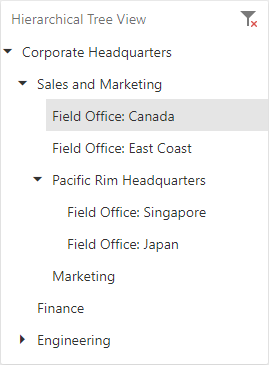 Hierarchical Tree View
Corporate Headquarters
Sales and Marketing
Field Office: Canada
Field Office: East Coast
Pacific Rim Headquarters
Field Office: Singapore
Field Office: Japan
Marketing
Finance
Engineering